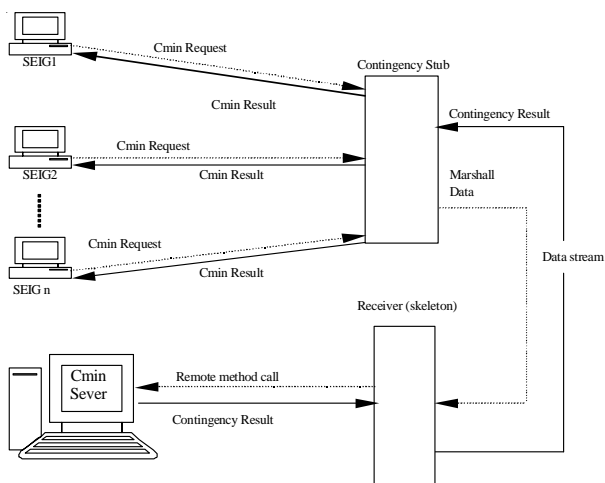 Cmin Request
SEIG1
Cmin Result
Contingency Stub
Contingency Result
Cmin Request
SEIG2
Cmin Result
Marshall
Data
Cmin Request
Cmin Result
SEIG n
Data stream
Receiver (skeleton)
Cmin
Sever
Remote method call
Contingency Result